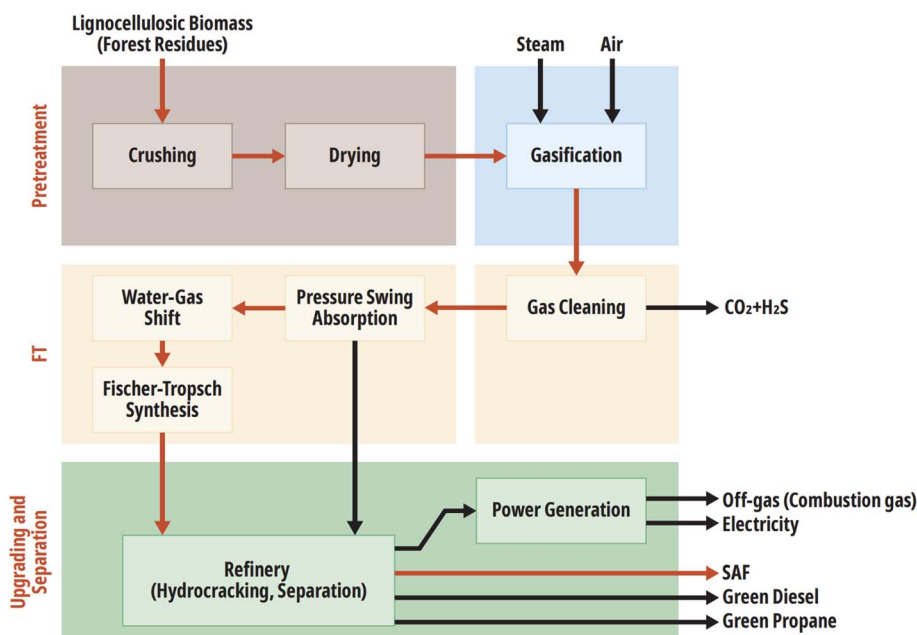 Lignocellulosic Biomass
(Forest Residues)
Steam
Air
Pretreatment
Crushing
Drying
Gasification
FT
Water-Gas
Shift
Pressure Swing
Absorption
Gas Cleaning
CO₂+H₂S
Fischer-Tropsch
Synthesis
Upgrading and
Separation
Power Generation
Off-gas (Combustion gas)
Electricity
Refinery
(Hydrocracking, Separation)
SAF
Green Diesel
Green Propane